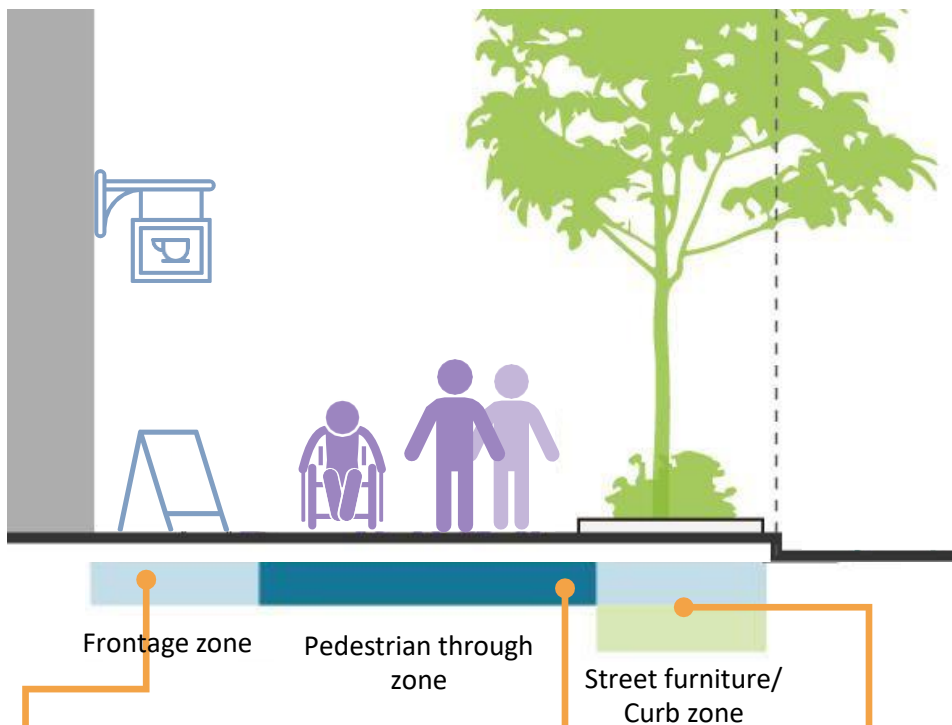 Frontage zone
Pedestrian through
zone
Street furniture/
Curb zone